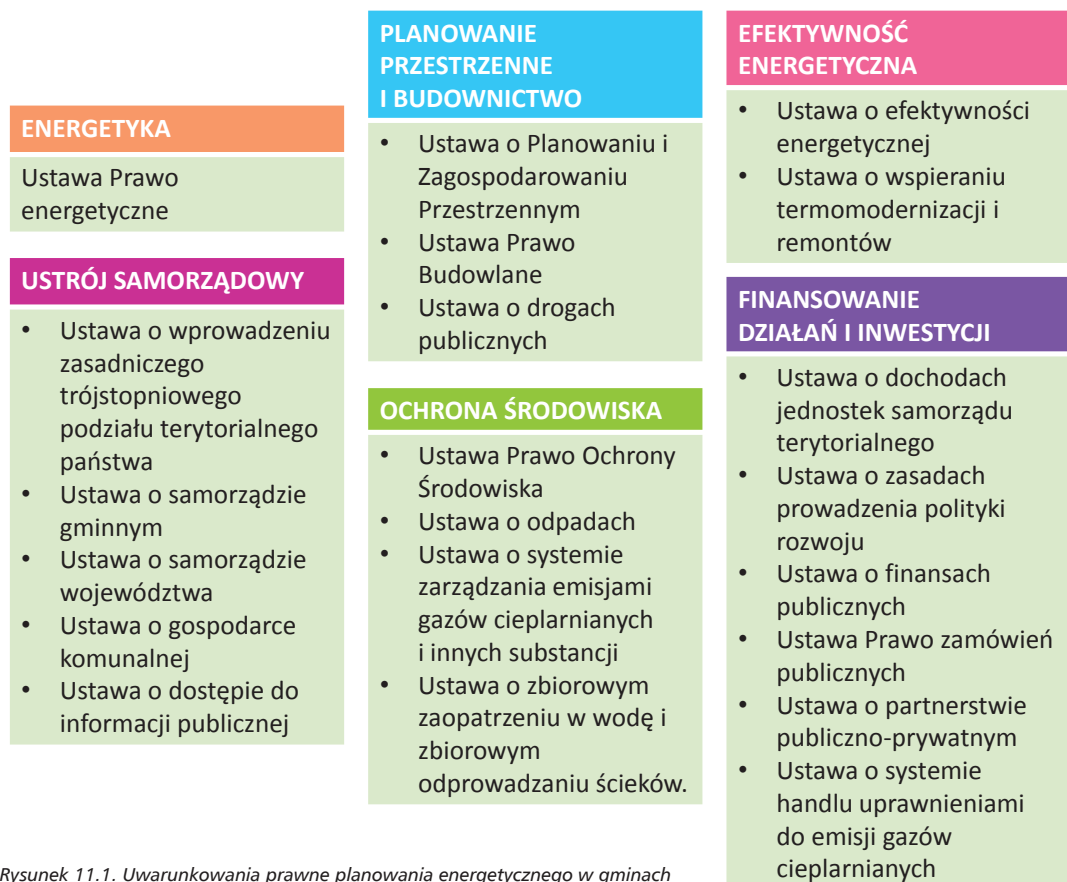 ENERGETYKA
Ustawa Prawo
energetyczne
USTRÓJ SAMORZĄDOWY
• Ustawa o wprowadzeniu
zasadniczego
trójstopniowego
podziału terytorialnego
państwa
• Ustawa o samorządzie
gminnym
• Ustawa o samorządzie
województwa
• Ustawa o gospodarce
komunalnej
• Ustawa o dostępie do
informacji publicznej
PLANOWANIE
PRZESTRZENNE
I BUDOWNICTWO
• Ustawa o Planowaniu i
Zagospodarowaniu
Przestrzennym
• Ustawa Prawo
Budowlane
• Ustawa o drogach
publicznych
OCHRONA ŚRODOWISKA
• Ustawa Prawo Ochrony
Środowiska
• Ustawa o odpadach
• Ustawa o systemie
zarządzania emisjami
gazów cieplarnianych
i innych substancji
• Ustawa o zbiorowym
zaopatrzeniu w wodę i
zbiorowym
odprowadzaniu ścieków.
EFEKTYWNOŚĆ
ENERGETYCZNA
• Ustawa o efektywności
energetycznej
• Ustawa o wspieraniu
termomodernizacji i
remontów
FINANSOWANIE
DZIAŁAŃ I INWESTYCJI
• Ustawa o dochodach
jednostek samorządu
terytorialnego
• Ustawa o zasadach
prowadzenia polityki
rozwoju
• Ustawa o finansach
publicznych
• Ustawa Prawo zamówień
publicznych
• Ustawa o partnerstwie
publiczno-prywatnym
• Ustawa o systemie
handlu uprawnieniami
do emisji gazów
cieplarnianych
Rysunek 11.1. Uwarunkowania prawne planowania energetycznego w gminach